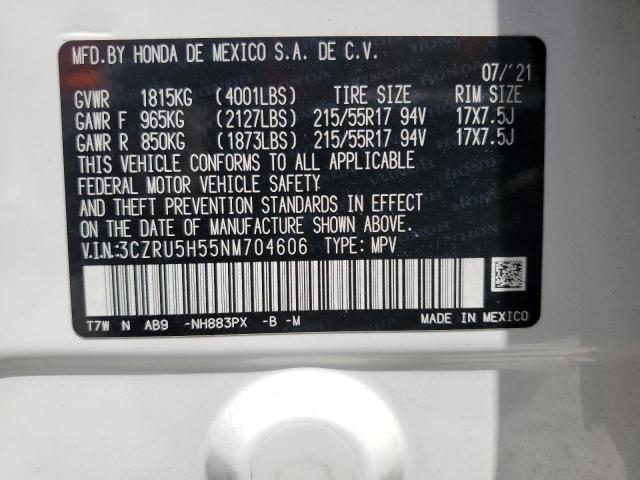 MFD.BY HONDA DE MEXICO S.A. DE C.V.
07/'21
GVWR 1815KG (4001LBS) TIRE SIZE RIM SIZE
GAWR F 965KG (2127LBS) 215/55R17 94V 17X7.5J
GAWR R 850KG (1873LBS) 215/55R17 94V 17X7.5J
THIS VEHICLE CONFORMS TO ALL APPLICABLE
FEDERAL MOTOR VEHICLE SAFETY
AND THEFT PREVENTION STANDARDS IN EFFECT
ON THE DATE OF MANUFACTURE SHOWN ABOVE.
V.I.N:3CZRU5H55NM704606 TYPE: MPV
T7W N AB9 -NH883PX -B -M
MADE IN MEXICO